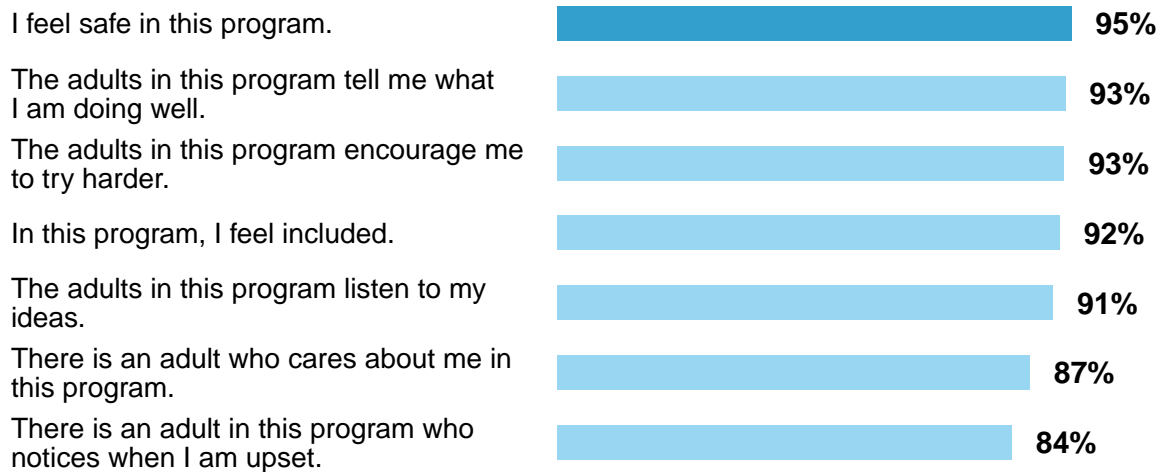 I feel safe in this program.
95%
The adults in this program tell me what
I am doing well.
93%
The adults in this program encourage me
to try harder.
93%
In this program, I feel included.
92%
The adults in this program listen to my
ideas.
91%
There is an adult who cares about me in
this program.
87%
There is an adult in this program who
notices when I am upset.
84%